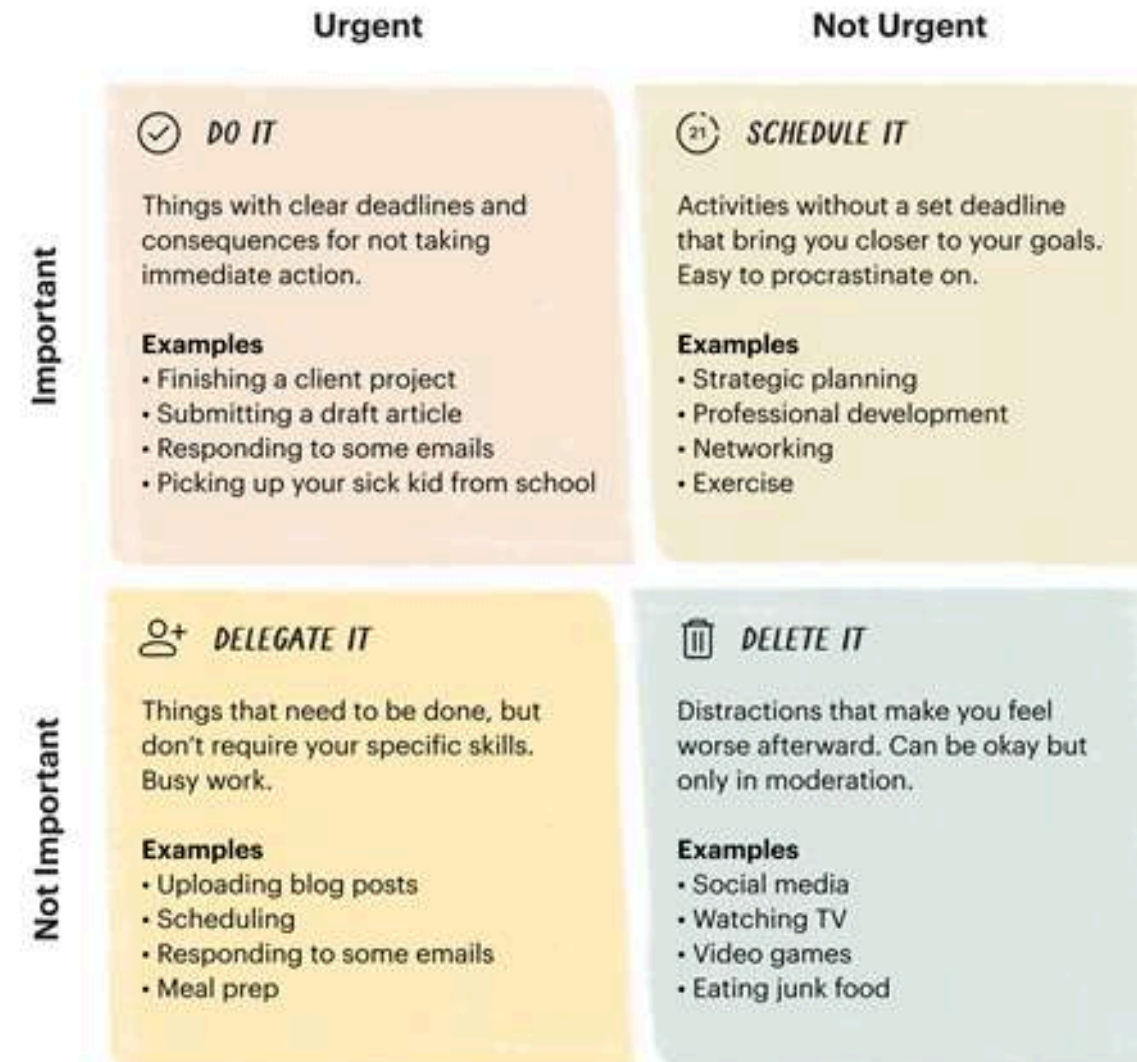 Urgent
Not Urgent
Important
DO IT
Things with clear deadlines and
consequences for not taking
immediate action.
Examples
• Finishing a client project
• Submitting a draft article
• Responding to some emails
• Picking up your sick kid from school
21 SCHEDULE IT
Activities without a set deadline
that bring you closer to your goals.
Easy to procrastinate on.
Examples
• Strategic planning
• Professional development
• Networking
• Exercise
Not Important
DELEGATE IT
Things that need to be done, but
don’t require your specific skills.
Busy work.
Examples
• Uploading blog posts
• Scheduling
• Responding to some emails
• Meal prep
DELETE IT
Distractions that make you feel
worse afterward. Can be okay but
only in moderation.
Examples
• Social media
• Watching TV
• Video games
• Eating junk food